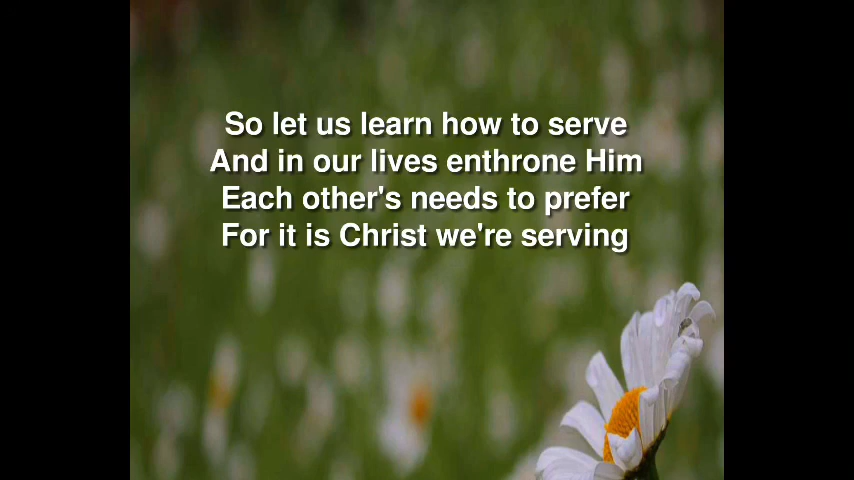 So let us learn how to serve
And in our lives enthrone Him
Each other's needs to prefer
For it is Christ we're serving